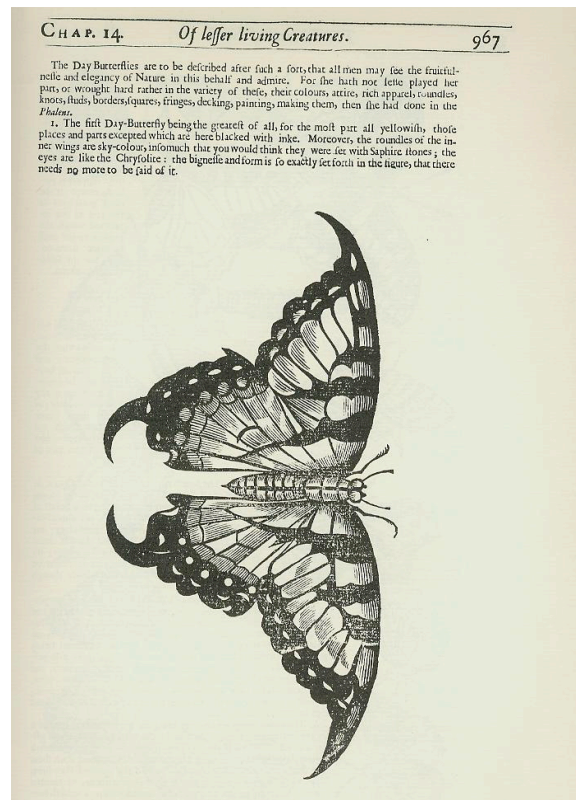 CHAP. 14. Of leſſer living Creatures. 967
The Day Butterflies are to be deſcribed after ſuch a ſort, that all men may ſee the fruitful-
neſſe and elegancy of Nature in this behalf and admire. For ſhe hath not leſſe played her
part, or wrought hard rather in the variety of theſe, their colours, attire, rich apparel, roundles,
knots, ſtuds, borders, ſquares, fringes, decking, painting, making them, then ſhe had done in the
Phalens.
1. The firſt Day-Butterfly being the greateſt of all, for the moſt part all yellowiſh, thoſe
places and parts excepted which are here blacked with inke. Moreover, the roundles of the in-
ner wings are sky-colour, inſomuch that you would think they were ſet with Saphire ſtones; the
eyes are like the Chryſolite: the bigneſſe and form is ſo exactly ſet forth in the figure, that there
needs no more to be ſaid of it.